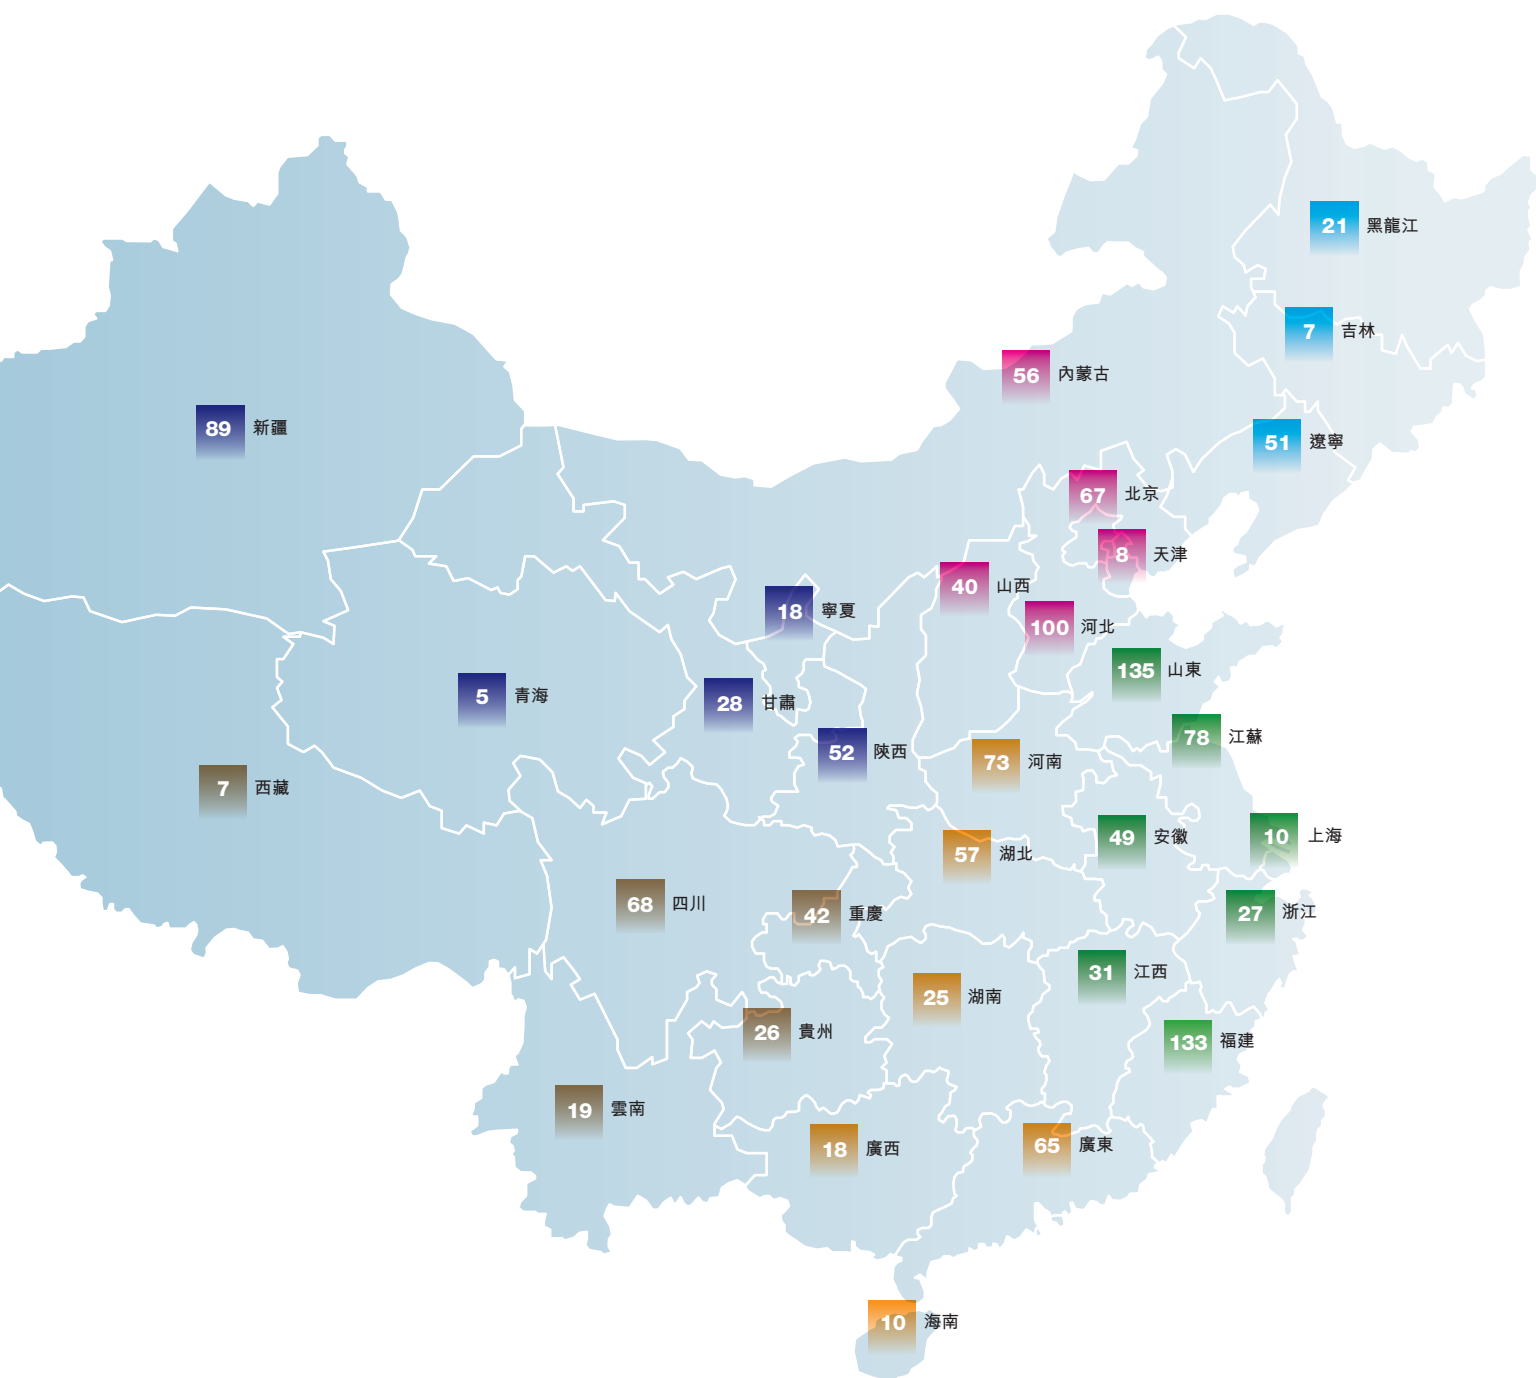 21 黑龍江
7 吉林
56 內蒙古
89 新疆
51 遼寧
67 北京
8 天津
40 山西
18 寧夏
100 河北
135 山東
5 青海
28 甘肅
78 江蘇
52 陝西
73 河南
7 西藏
49 安徽
10 上海
57 湖北
68 四川
42 重慶
27 浙江
31 江西
25 湖南
26 貴州
133 福建
19 雲南
18 廣西
65 廣東
10 海南